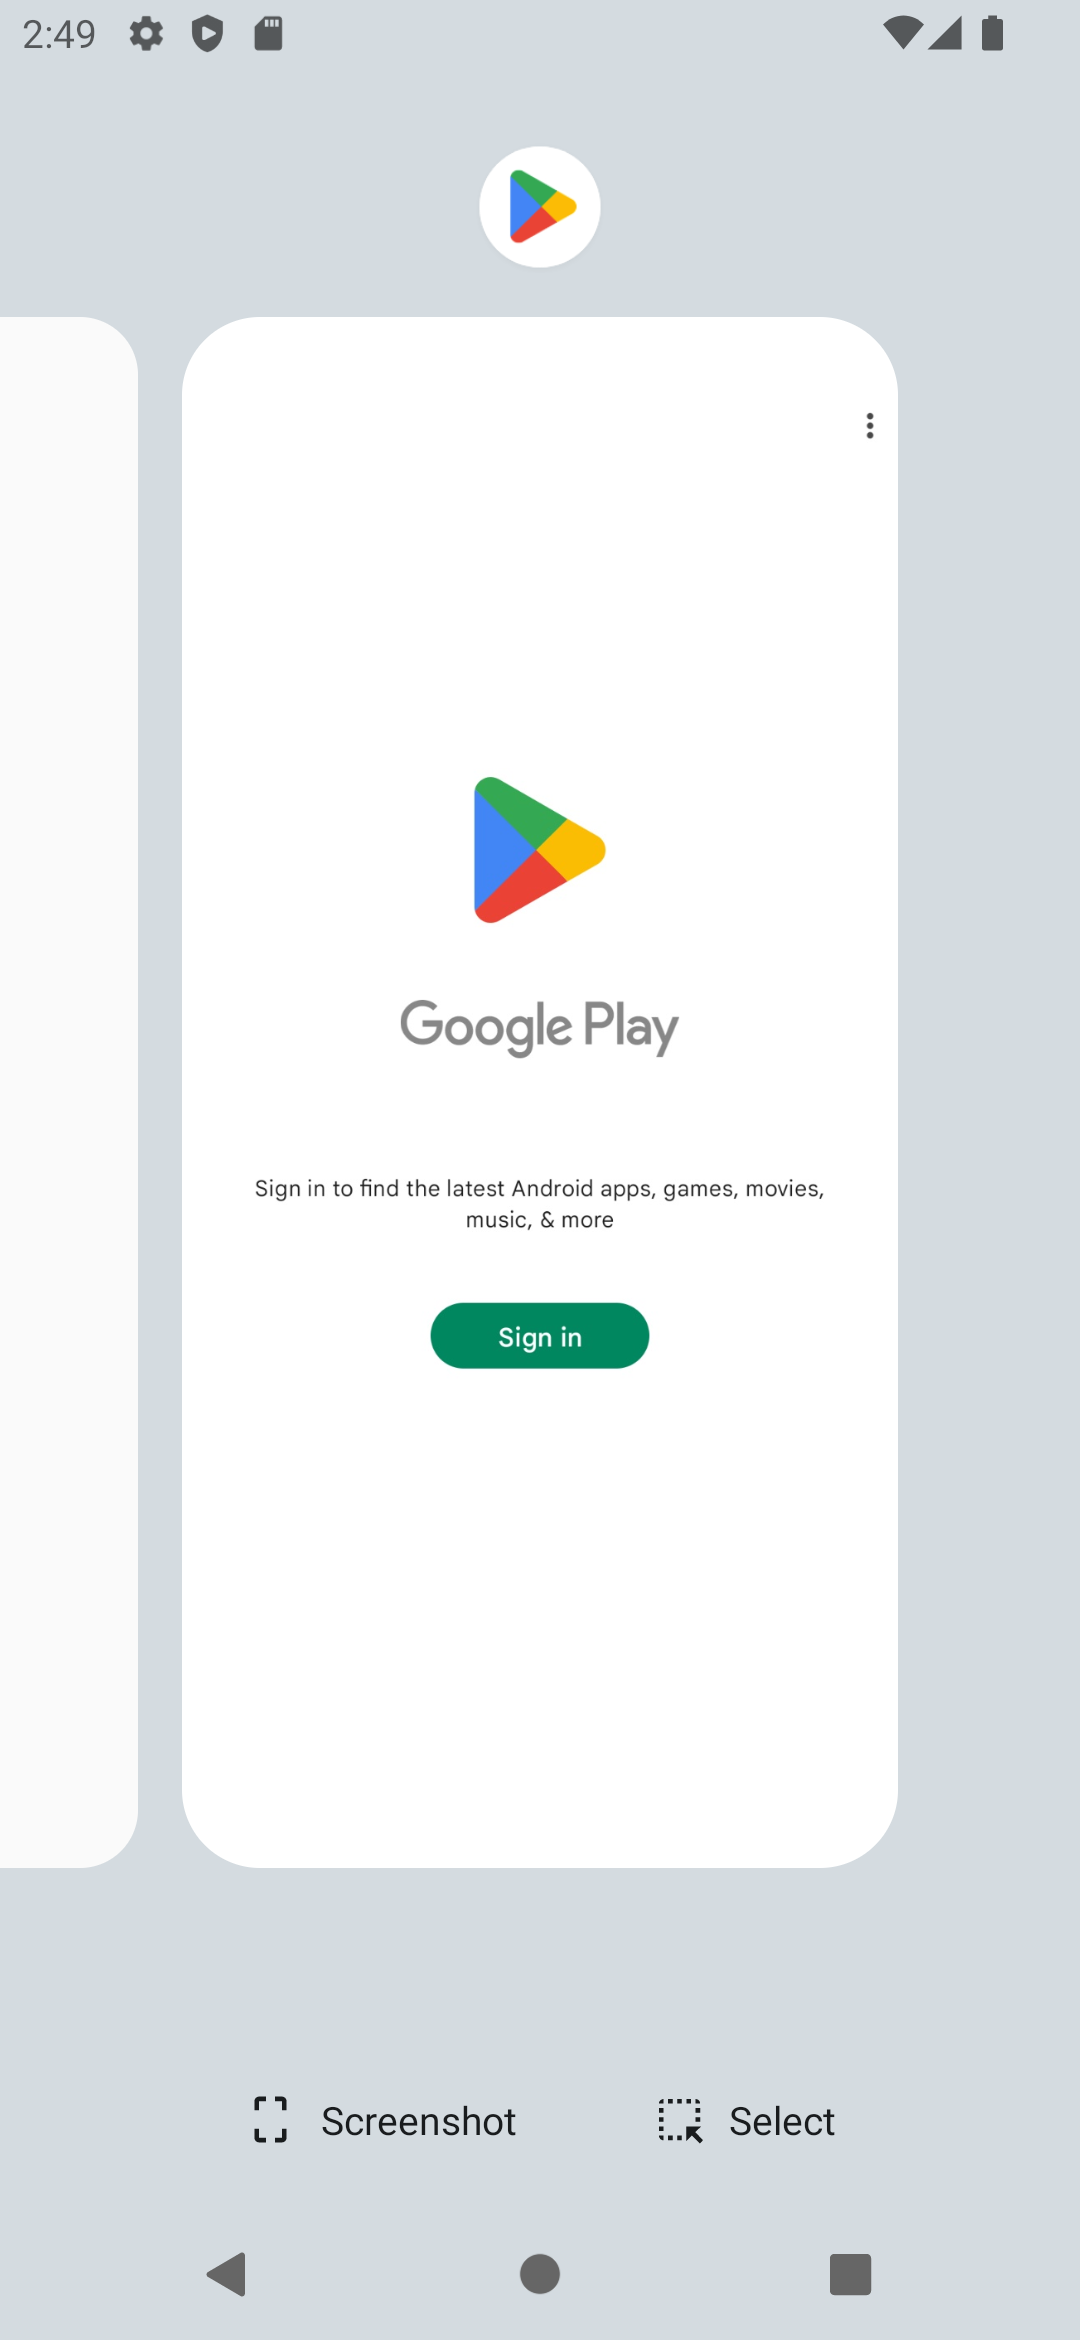 2:49
Google Play
Sign in to find the latest Android apps, games, movies,
music, & more
Sign in
Screenshot
Select